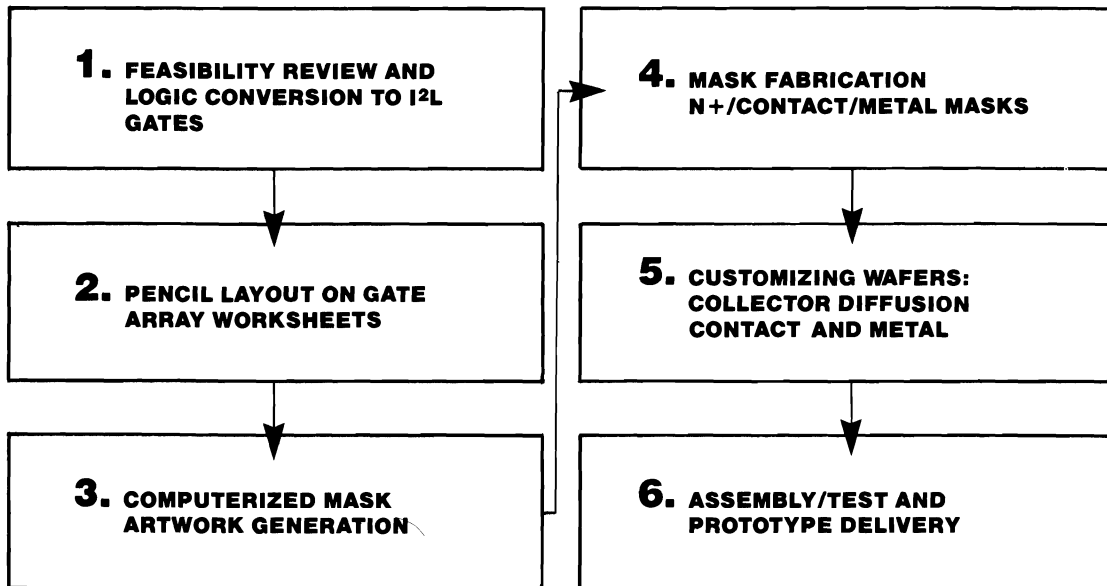 1. FEASIBILITY REVIEW AND
LOGIC CONVERSION TO I²L
GATES
2. PENCIL LAYOUT ON GATE
ARRAY WORKSHEETS
3. COMPUTERIZED MASK
ARTWORK GENERATION
4. MASK FABRICATION
N+/CONTACT/METAL MASKS
5. CUSTOMIZING WAFERS:
COLLECTOR DIFFUSION
CONTACT AND METAL
6. ASSEMBLY/TEST AND
PROTOTYPE DELIVERY